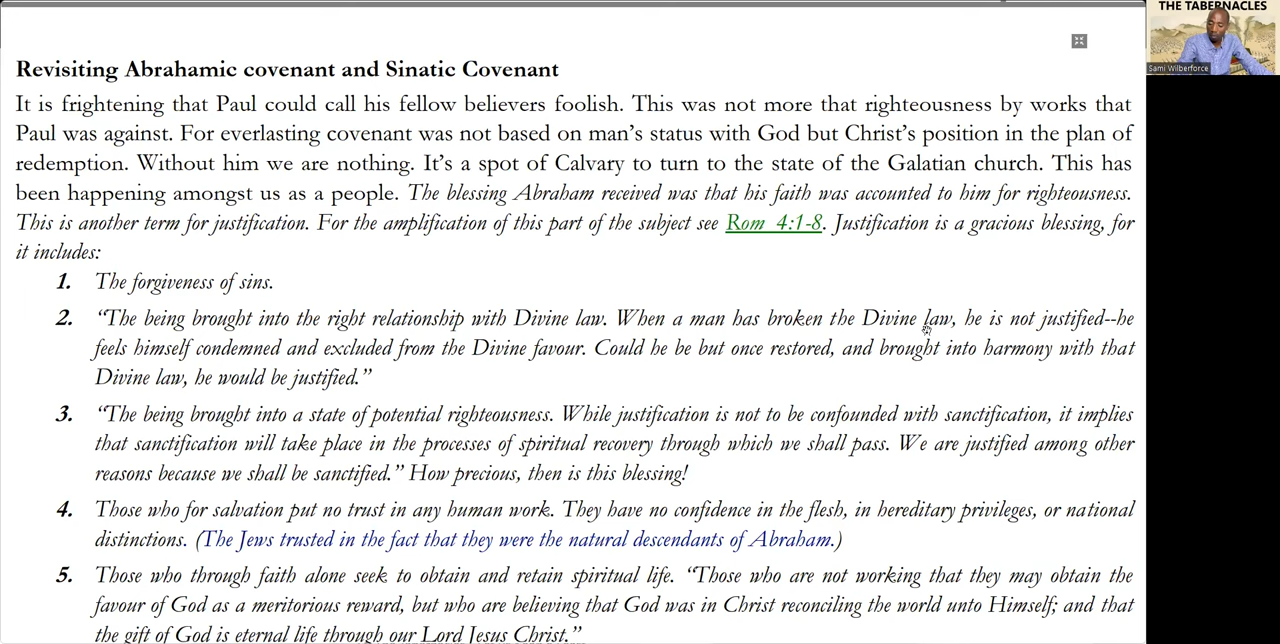 THE TABERNACLES
Sami Wilberforce
Revisiting Abrahamic covenant and Sinatic Covenant
It is frightening that Paul could call his fellow believers foolish. This was not more that righteousness by works that
Paul was against. For everlasting covenant was not based on man’s status with God but Christ’s position in the plan of
redemption. Without him we are nothing. It’s a spot of Calvary to turn to the state of the Galatian church. This has
been happening amongst us as a people. The blessing Abraham received was that his faith was accounted to him for righteousness.
This is another term for justification. For the amplification of this part of the subject see Rom 4:1-8. Justification is a gracious blessing, for
it includes:
1. The forgiveness of sins.
2. “The being brought into the right relationship with Divine law. When a man has broken the Divine law, he is not justified--he
feels himself condemned and excluded from the Divine favour. Could he be but once restored, and brought into harmony with that
Divine law, he would be justified.”
3. “The being brought into a state of potential righteousness. While justification is not to be confounded with sanctification, it implies
that sanctification will take place in the processes of spiritual recovery through which we shall pass. We are justified among other
reasons because we shall be sanctified.” How precious, then is this blessing!
4. Those who for salvation put no trust in any human work. They have no confidence in the flesh, in hereditary privileges, or national
distinctions. (The Jews trusted in the fact that they were the natural descendants of Abraham.)
5. Those who through faith alone seek to obtain and retain spiritual life. “Those who are not working that they may obtain the
favour of God as a meritorious reward, but who are believing that God was in Christ reconciling the world unto Himself; and that
the gift of God is eternal life through our Lord Jesus Christ.”